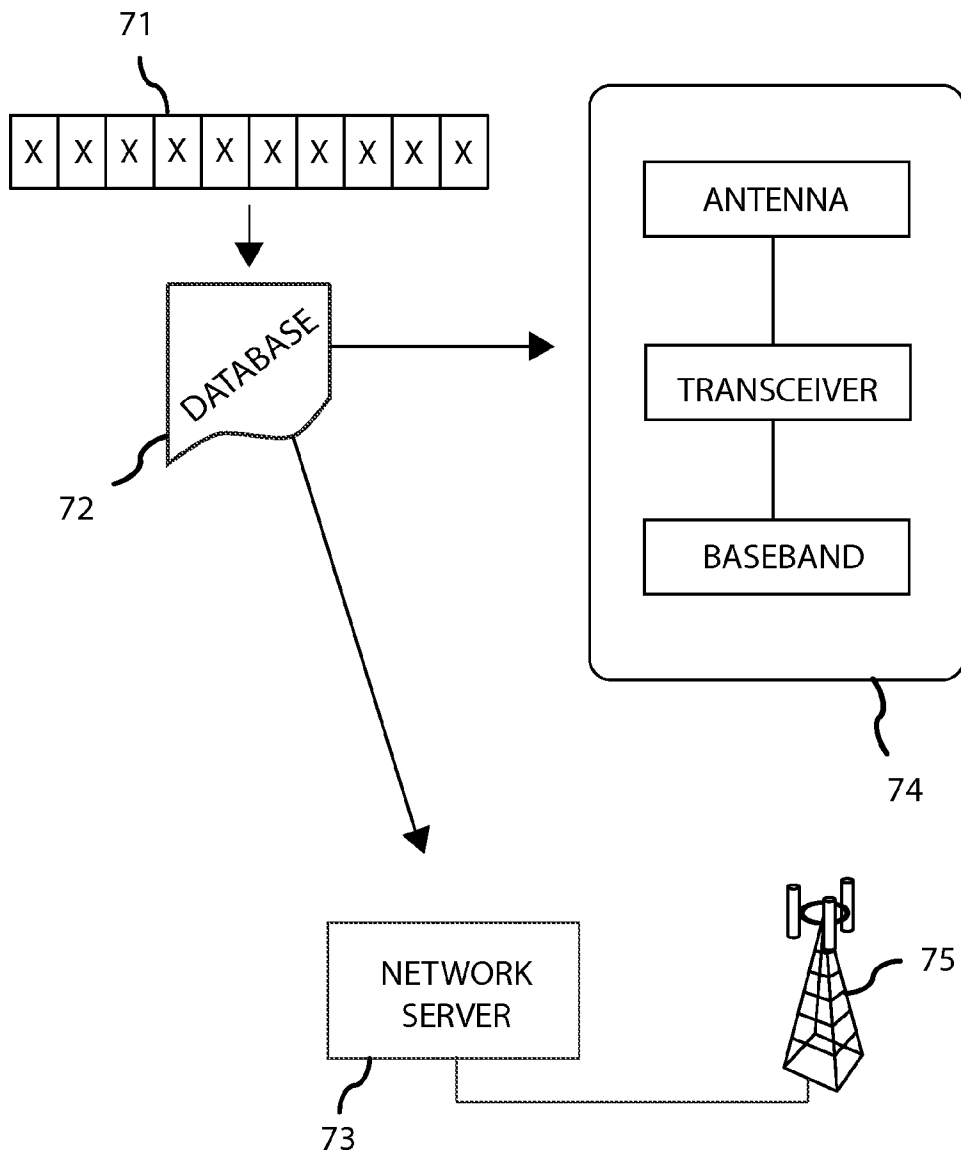 71
X X X X X X X X X X
ANTENNA
DATABASE
TRANSCEIVER
72
BASEBAND
74
NETWORK
SERVER
75
73